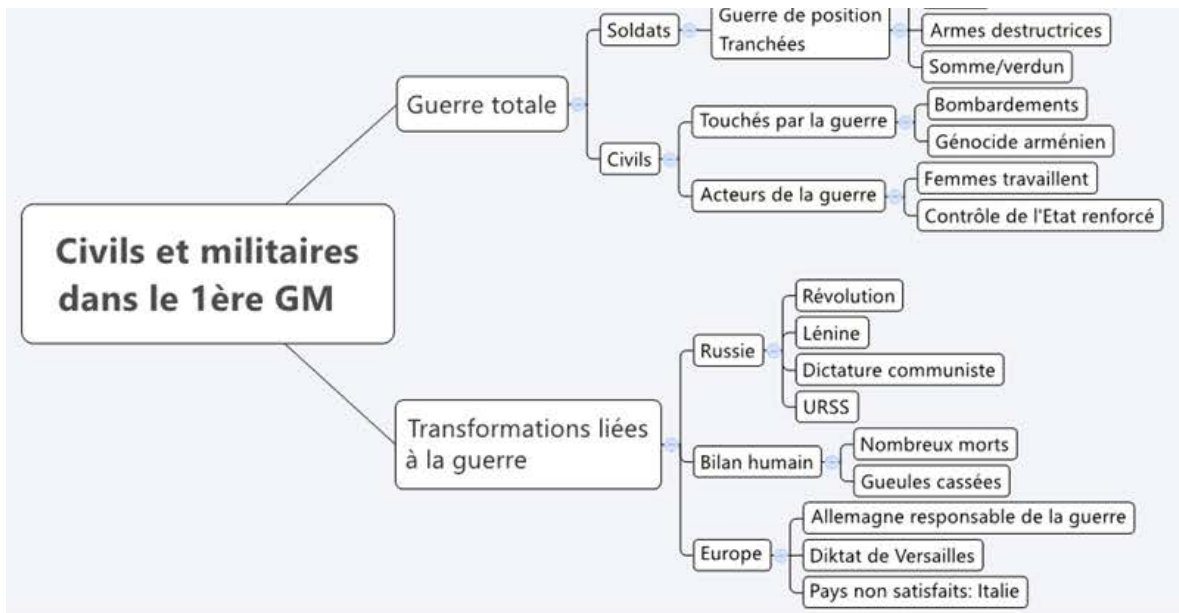 Civils et militaires
dans le 1ère GM
Guerre totale
Soldats
Guerre de position
Tranchées
Armes destructrices
Somme/verdun
Civils
Touchés par la guerre
Bombardements
Génocide arménien
Acteurs de la guerre
Femmes travaillent
Contrôle de l'Etat renforcé
Transformations liées
à la guerre
Russie
Révolution
Lénine
Dictature communiste
URSS
Bilan humain
Nombreux morts
Gueules cassées
Europe
Allemagne responsable de la guerre
Diktat de Versailles
Pays non satisfaits: Italie